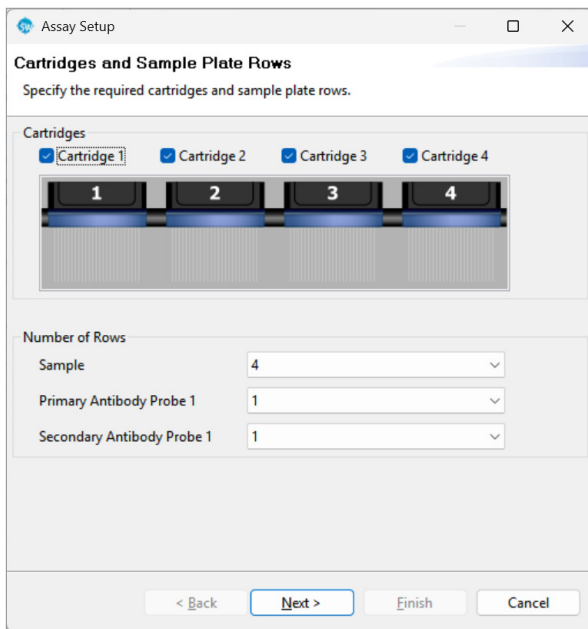 SW Assay Setup
Cartridges and Sample Plate Rows
Specify the required cartridges and sample plate rows.
Cartridges
Cartridge 1 Cartridge 2 Cartridge 3 Cartridge 4
1 2 3 4
Number of Rows
Sample 4
Primary Antibody Probe 1 1
Secondary Antibody Probe 1 1
< Back Next > Finish Cancel